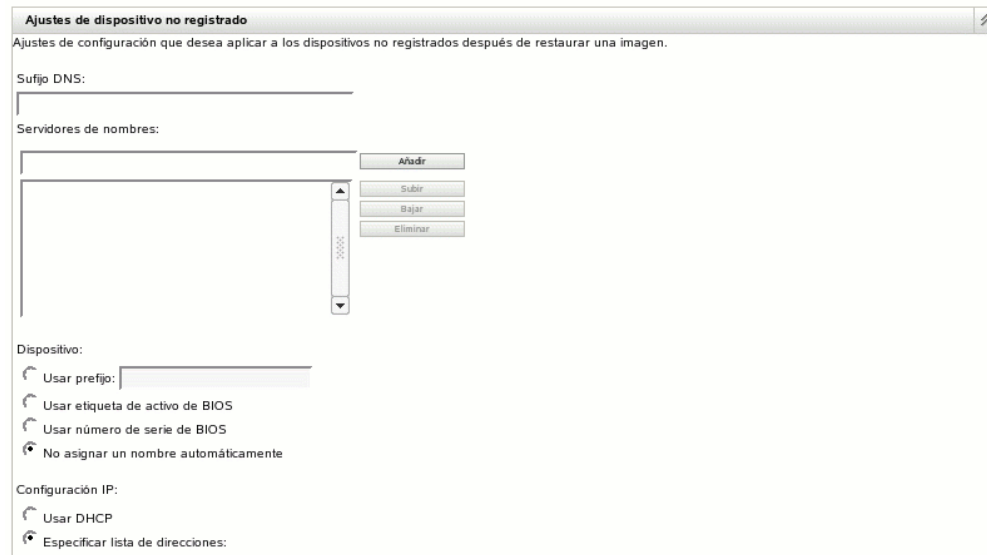 Ajustes de dispositivo no registrado
Ajustes de configuración que desea aplicar a los dispositivos no registrados después de restaurar una imagen.
Sufijo DNS:
Servidores de nombres:
Añadir
Subir
Bajar
Eliminar
Dispositivo:
Usar prefijo:
Usar etiqueta de activo de BIOS
Usar número de serie de BIOS
No asignar un nombre automáticamente
Configuración IP:
Usar DHCP
Especificar lista de direcciones: